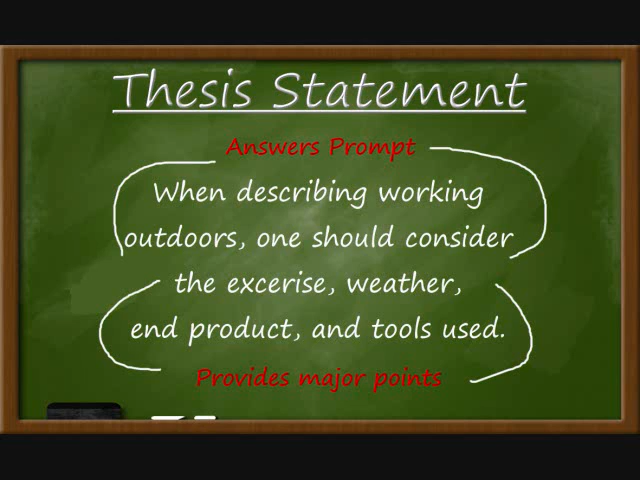 Thesis Statement
Answers Prompt
When describing working
outdoors, one should consider
the excerise, weather,
end product, and tools used.
Provides major points